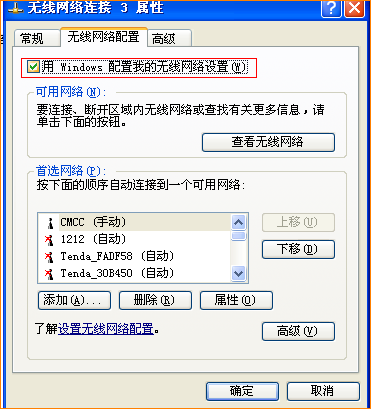 无线网络连接 3 属性
常规 无线网络配置 高级
用 Windows 配置我的无线网络设置(W)
可用网络(N):
要连接、断开区域内无线网络或查找有关更多信息，请
单击下面的按钮。
查看无线网络
首选网络(P):
按下面的顺序自动连接到一个可用网络:
CMCC (手动)
1212 (自动)
Tenda_FADF58 (自动)
Tenda_30B450 (自动)
上移(U)
下移(D)
添加(A)... 删除(R) 属性(O)
了解设置无线网络配置。
高级(V)
确定 取消